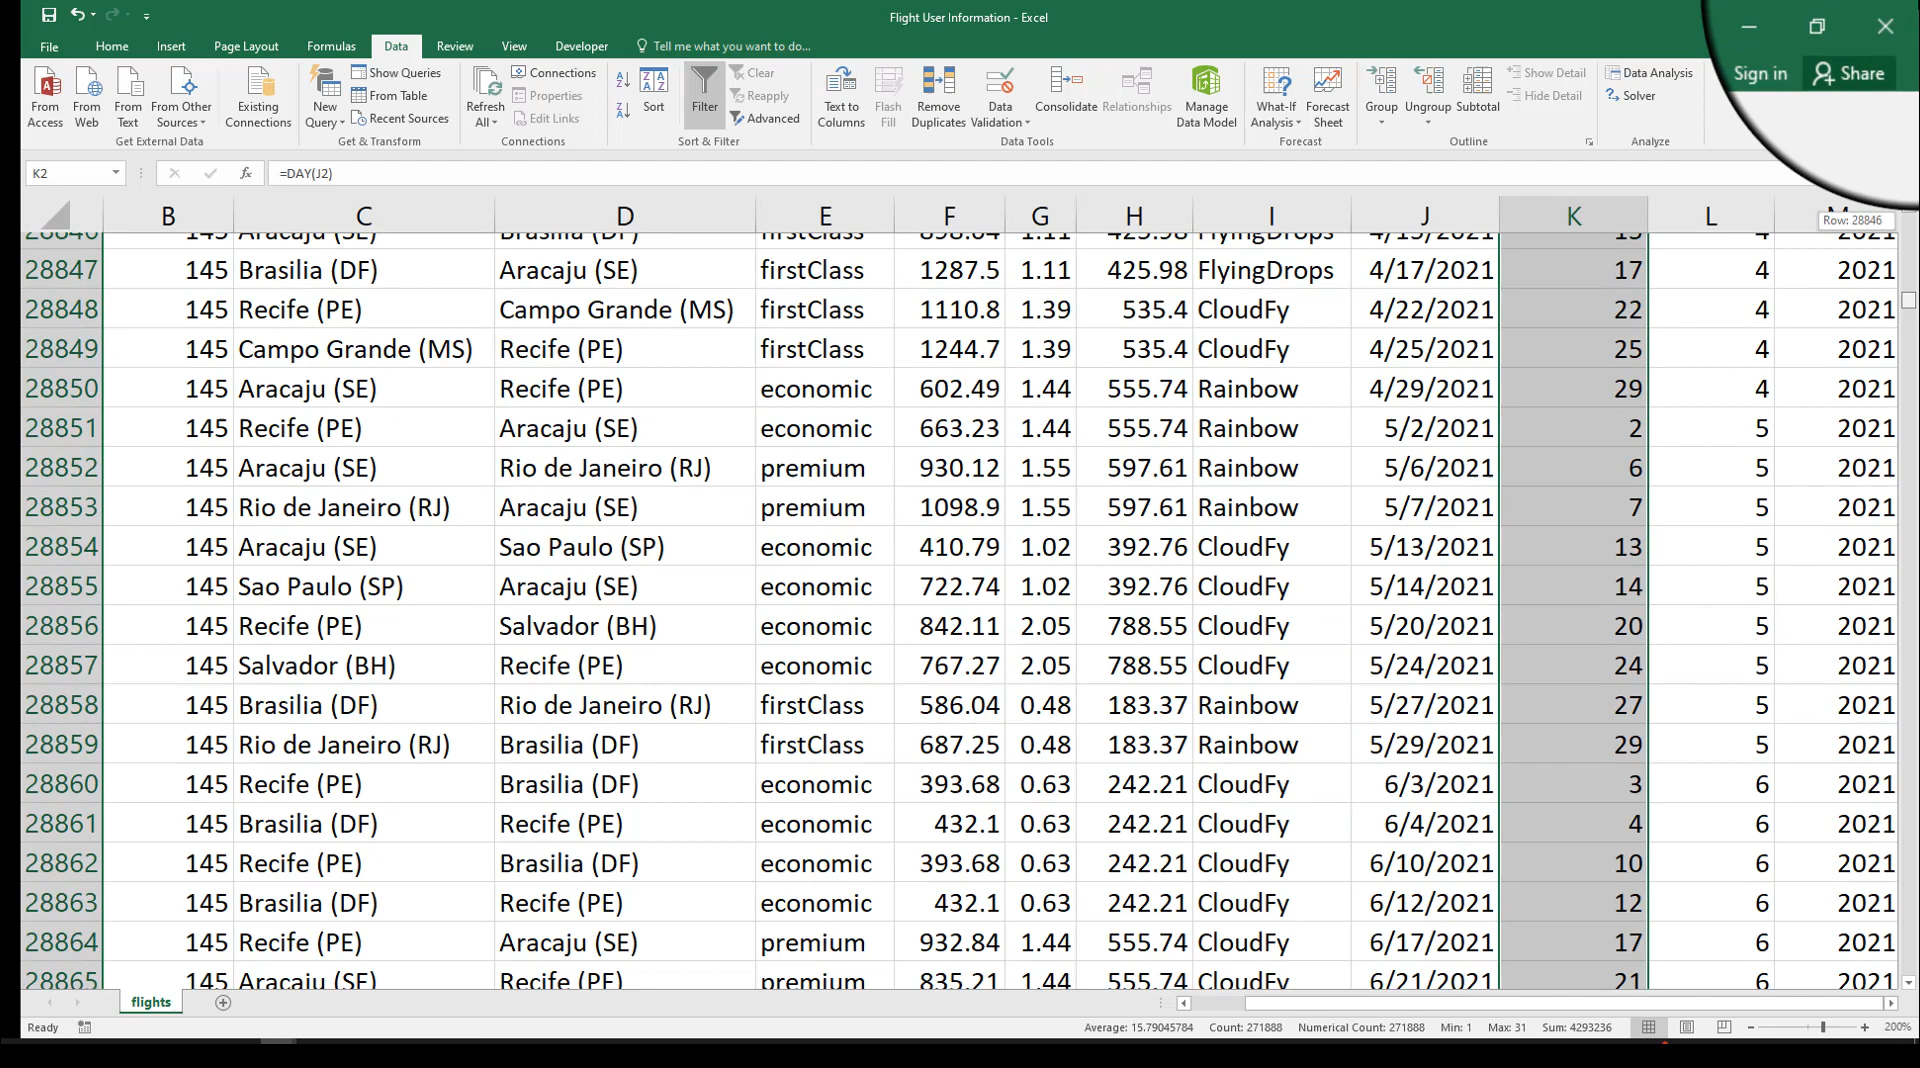 Flight User Information - Excel
File Home Insert Page Layout Formulas Data Review View Developer Tell me what you want to do...
Sign in Share
From Access
From Web
From Text
From Other Sources
Existing Connections
Get External Data
New Query
Show Queries
From Table
Recent Sources
Get & Transform
Refresh All
Connections
Properties
Edit Links
Connections
Sort
Filter
Clear
Reapply
Advanced
Sort & Filter
Text to Columns
Flash Fill
Remove Duplicates
Data Validation
Consolidate
Relationships
Manage Data Model
Data Tools
What-If Analysis
Forecast Sheet
Forecast
Group
Ungroup
Subtotal
Show Detail
Hide Detail
Outline
Data Analysis
Solver
Analyze
K2 fx =DAY(J2)
B C D E F G H I J K L
Row: 28846
28847 145 Brasilia (DF) Aracaju (SE) firstClass 1287.5 1.11 425.98 FlyingDrops 4/17/2021 17 4 2021
28848 145 Recife (PE) Campo Grande (MS) firstClass 1110.8 1.39 535.4 CloudFy 4/22/2021 22 4 2021
28849 145 Campo Grande (MS) Recife (PE) firstClass 1244.7 1.39 535.4 CloudFy 4/25/2021 25 4 2021
28850 145 Aracaju (SE) Recife (PE) economic 602.49 1.44 555.74 Rainbow 4/29/2021 29 4 2021
28851 145 Recife (PE) Aracaju (SE) economic 663.23 1.44 555.74 Rainbow 5/2/2021 2 5 2021
28852 145 Aracaju (SE) Rio de Janeiro (RJ) premium 930.12 1.55 597.61 Rainbow 5/6/2021 6 5 2021
28853 145 Rio de Janeiro (RJ) Aracaju (SE) premium 1098.9 1.55 597.61 Rainbow 5/7/2021 7 5 2021
28854 145 Aracaju (SE) Sao Paulo (SP) economic 410.79 1.02 392.76 CloudFy 5/13/2021 13 5 2021
28855 145 Sao Paulo (SP) Aracaju (SE) economic 722.74 1.02 392.76 CloudFy 5/14/2021 14 5 2021
28856 145 Recife (PE) Salvador (BH) economic 842.11 2.05 788.55 CloudFy 5/20/2021 20 5 2021
28857 145 Salvador (BH) Recife (PE) economic 767.27 2.05 788.55 CloudFy 5/24/2021 24 5 2021
28858 145 Brasilia (DF) Rio de Janeiro (RJ) firstClass 586.04 0.48 183.37 Rainbow 5/27/2021 27 5 2021
28859 145 Rio de Janeiro (RJ) Brasilia (DF) firstClass 687.25 0.48 183.37 Rainbow 5/29/2021 29 5 2021
28860 145 Recife (PE) Brasilia (DF) economic 393.68 0.63 242.21 CloudFy 6/3/2021 3 6 2021
28861 145 Brasilia (DF) Recife (PE) economic 432.1 0.63 242.21 CloudFy 6/4/2021 4 6 2021
28862 145 Recife (PE) Brasilia (DF) economic 393.68 0.63 242.21 CloudFy 6/10/2021 10 6 2021
28863 145 Brasilia (DF) Recife (PE) economic 432.1 0.63 242.21 CloudFy 6/12/2021 12 6 2021
28864 145 Recife (PE) Aracaju (SE) premium 932.84 1.44 555.74 CloudFy 6/17/2021 17 6 2021
28865 145 Aracaju (SE) Recife (PE) premium 835.21 1.44 555.74 CloudFy 6/21/2021 21 6 2021
flights
Ready Average: 15.79045784 Count: 271888 Numerical Count: 271888 Min: 1 Max: 31 Sum: 4293236 200%